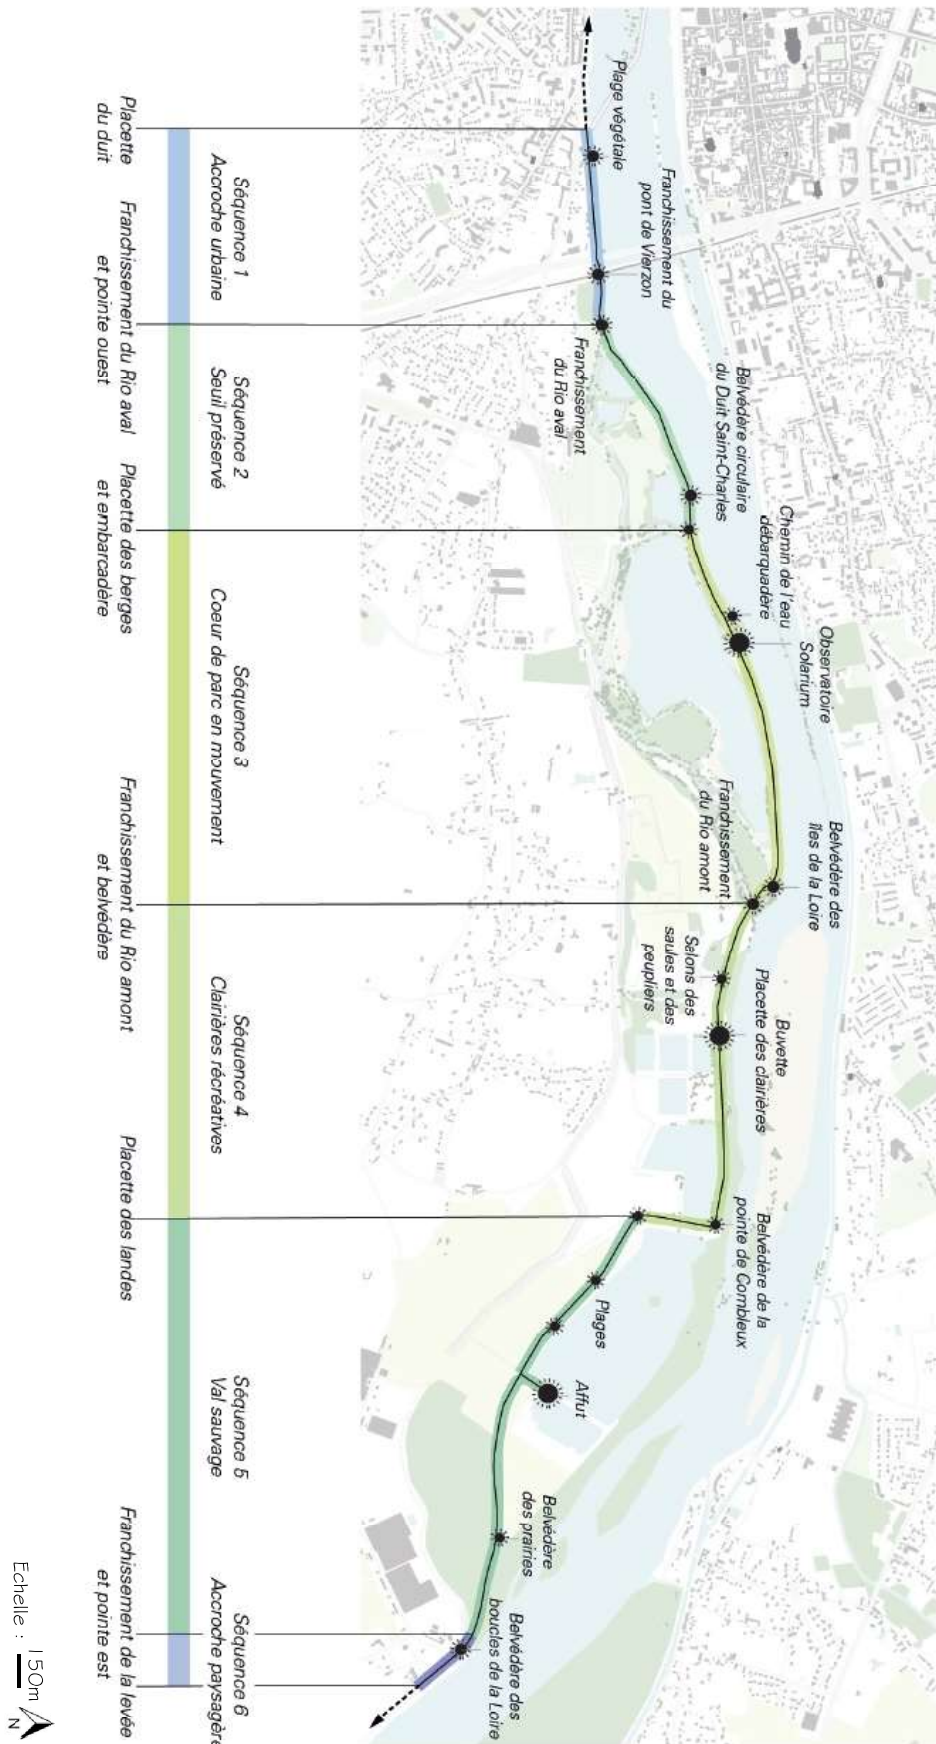 Plage végétale
Franchissement du
pont de Vierzon
Franchissement
du Rio aval
Belvédère circulaire
du Duit Saint-Charles
Chemin de l'eau
débarquadère
Observatoire
Solarium
Belvédère des
îles de la Loire
Franchissement
du Rio amont
Salons des
saules et des
peupliers
Buvette
Placette des clairières
Belvédère de la
pointe de Combleux
Plages
Affut
Belvédère
des prairies
Belvédère des
boucles de la Loire
Séquence 1
Accroche urbaine
Séquence 2
Seuil préservé
Séquence 3
Coeur de parc en mouvement
Séquence 4
Clairières récréatives
Séquence 5
Val sauvage
Séquence 6
Accroche paysagère
Placette
du duit
Franchissement du Rio aval
et pointe ouest
Placette des berges
et embarcadère
Franchissement du Rio amont
et belvédère
Placette des landes
Franchissement de la levée
et pointe est
Echelle : 150m
N